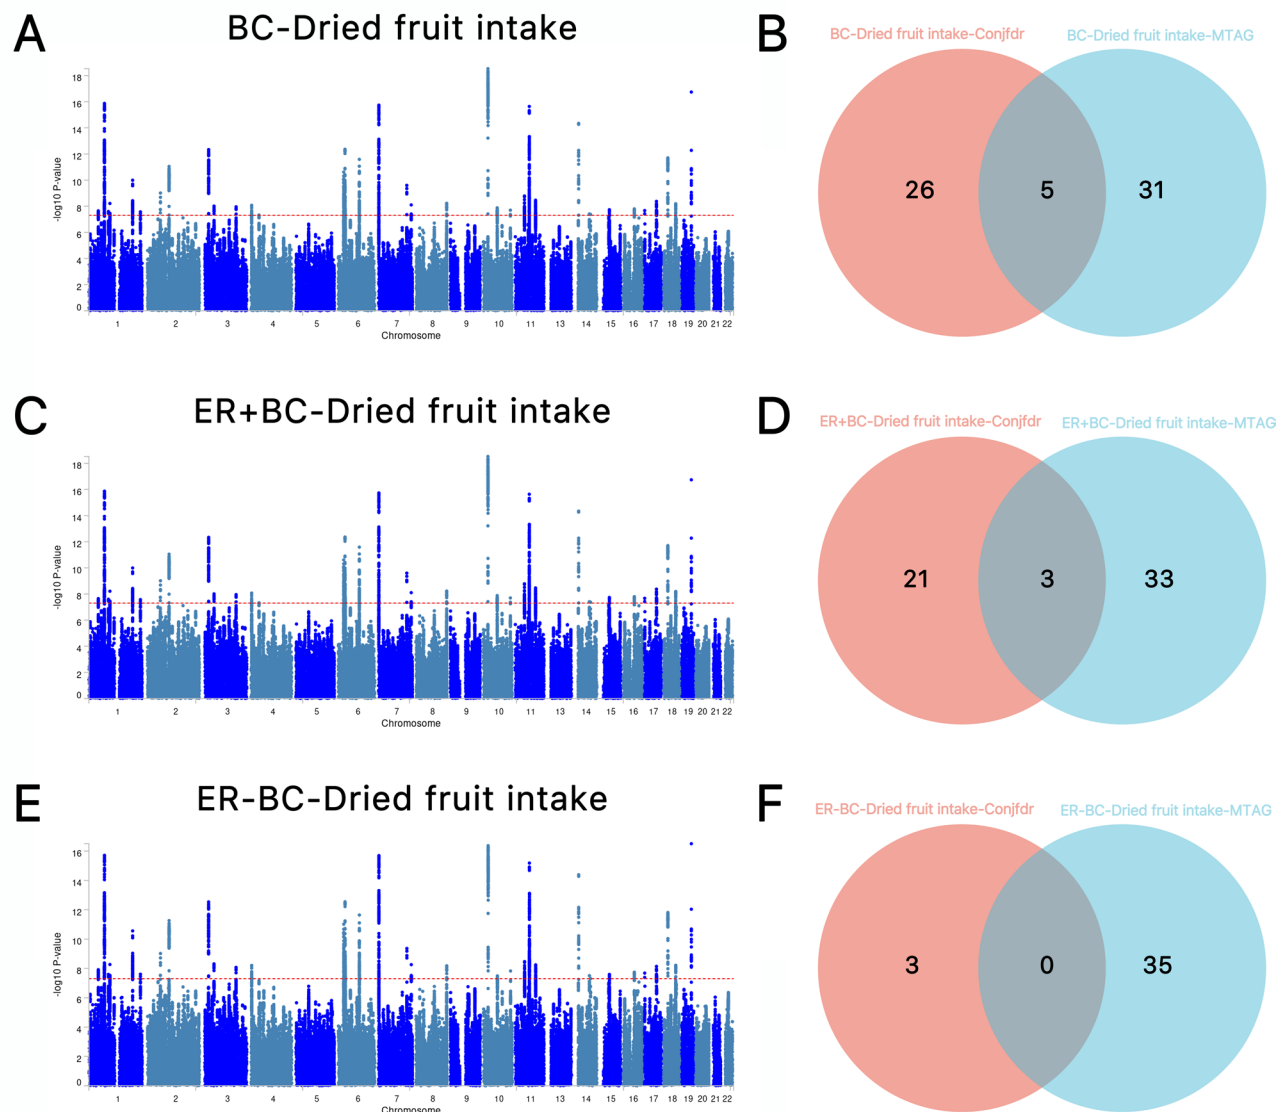 A
BC-Dried fruit intake
-log10 P-value
18
16
14
12
10
8
6
4
2
0
1 2 3 4 5 6 7 8 9 10 11 13 14 15 16 17 18 19 20 21 22
Chromosome
B
BC-Dried fruit intake-Conjfdr
BC-Dried fruit intake-MTAG
26
5
31
C
ER+BC-Dried fruit intake
-log10 P-value
18
16
14
12
10
8
6
4
2
0
1 2 3 4 5 6 7 8 9 10 11 13 14 15 16 17 18 19 20 21 22
Chromosome
D
ER+BC-Dried fruit intake-Conjfdr
ER+BC-Dried fruit intake-MTAG
21
3
33
E
ER-BC-Dried fruit intake
-log10 P-value
16
14
12
10
8
6
4
2
0
1 2 3 4 5 6 7 8 9 10 11 13 14 15 16 17 18 19 20 21 22
Chromosome
F
ER-BC-Dried fruit intake-Conjfdr
ER-BC-Dried fruit intake-MTAG
3
0
35